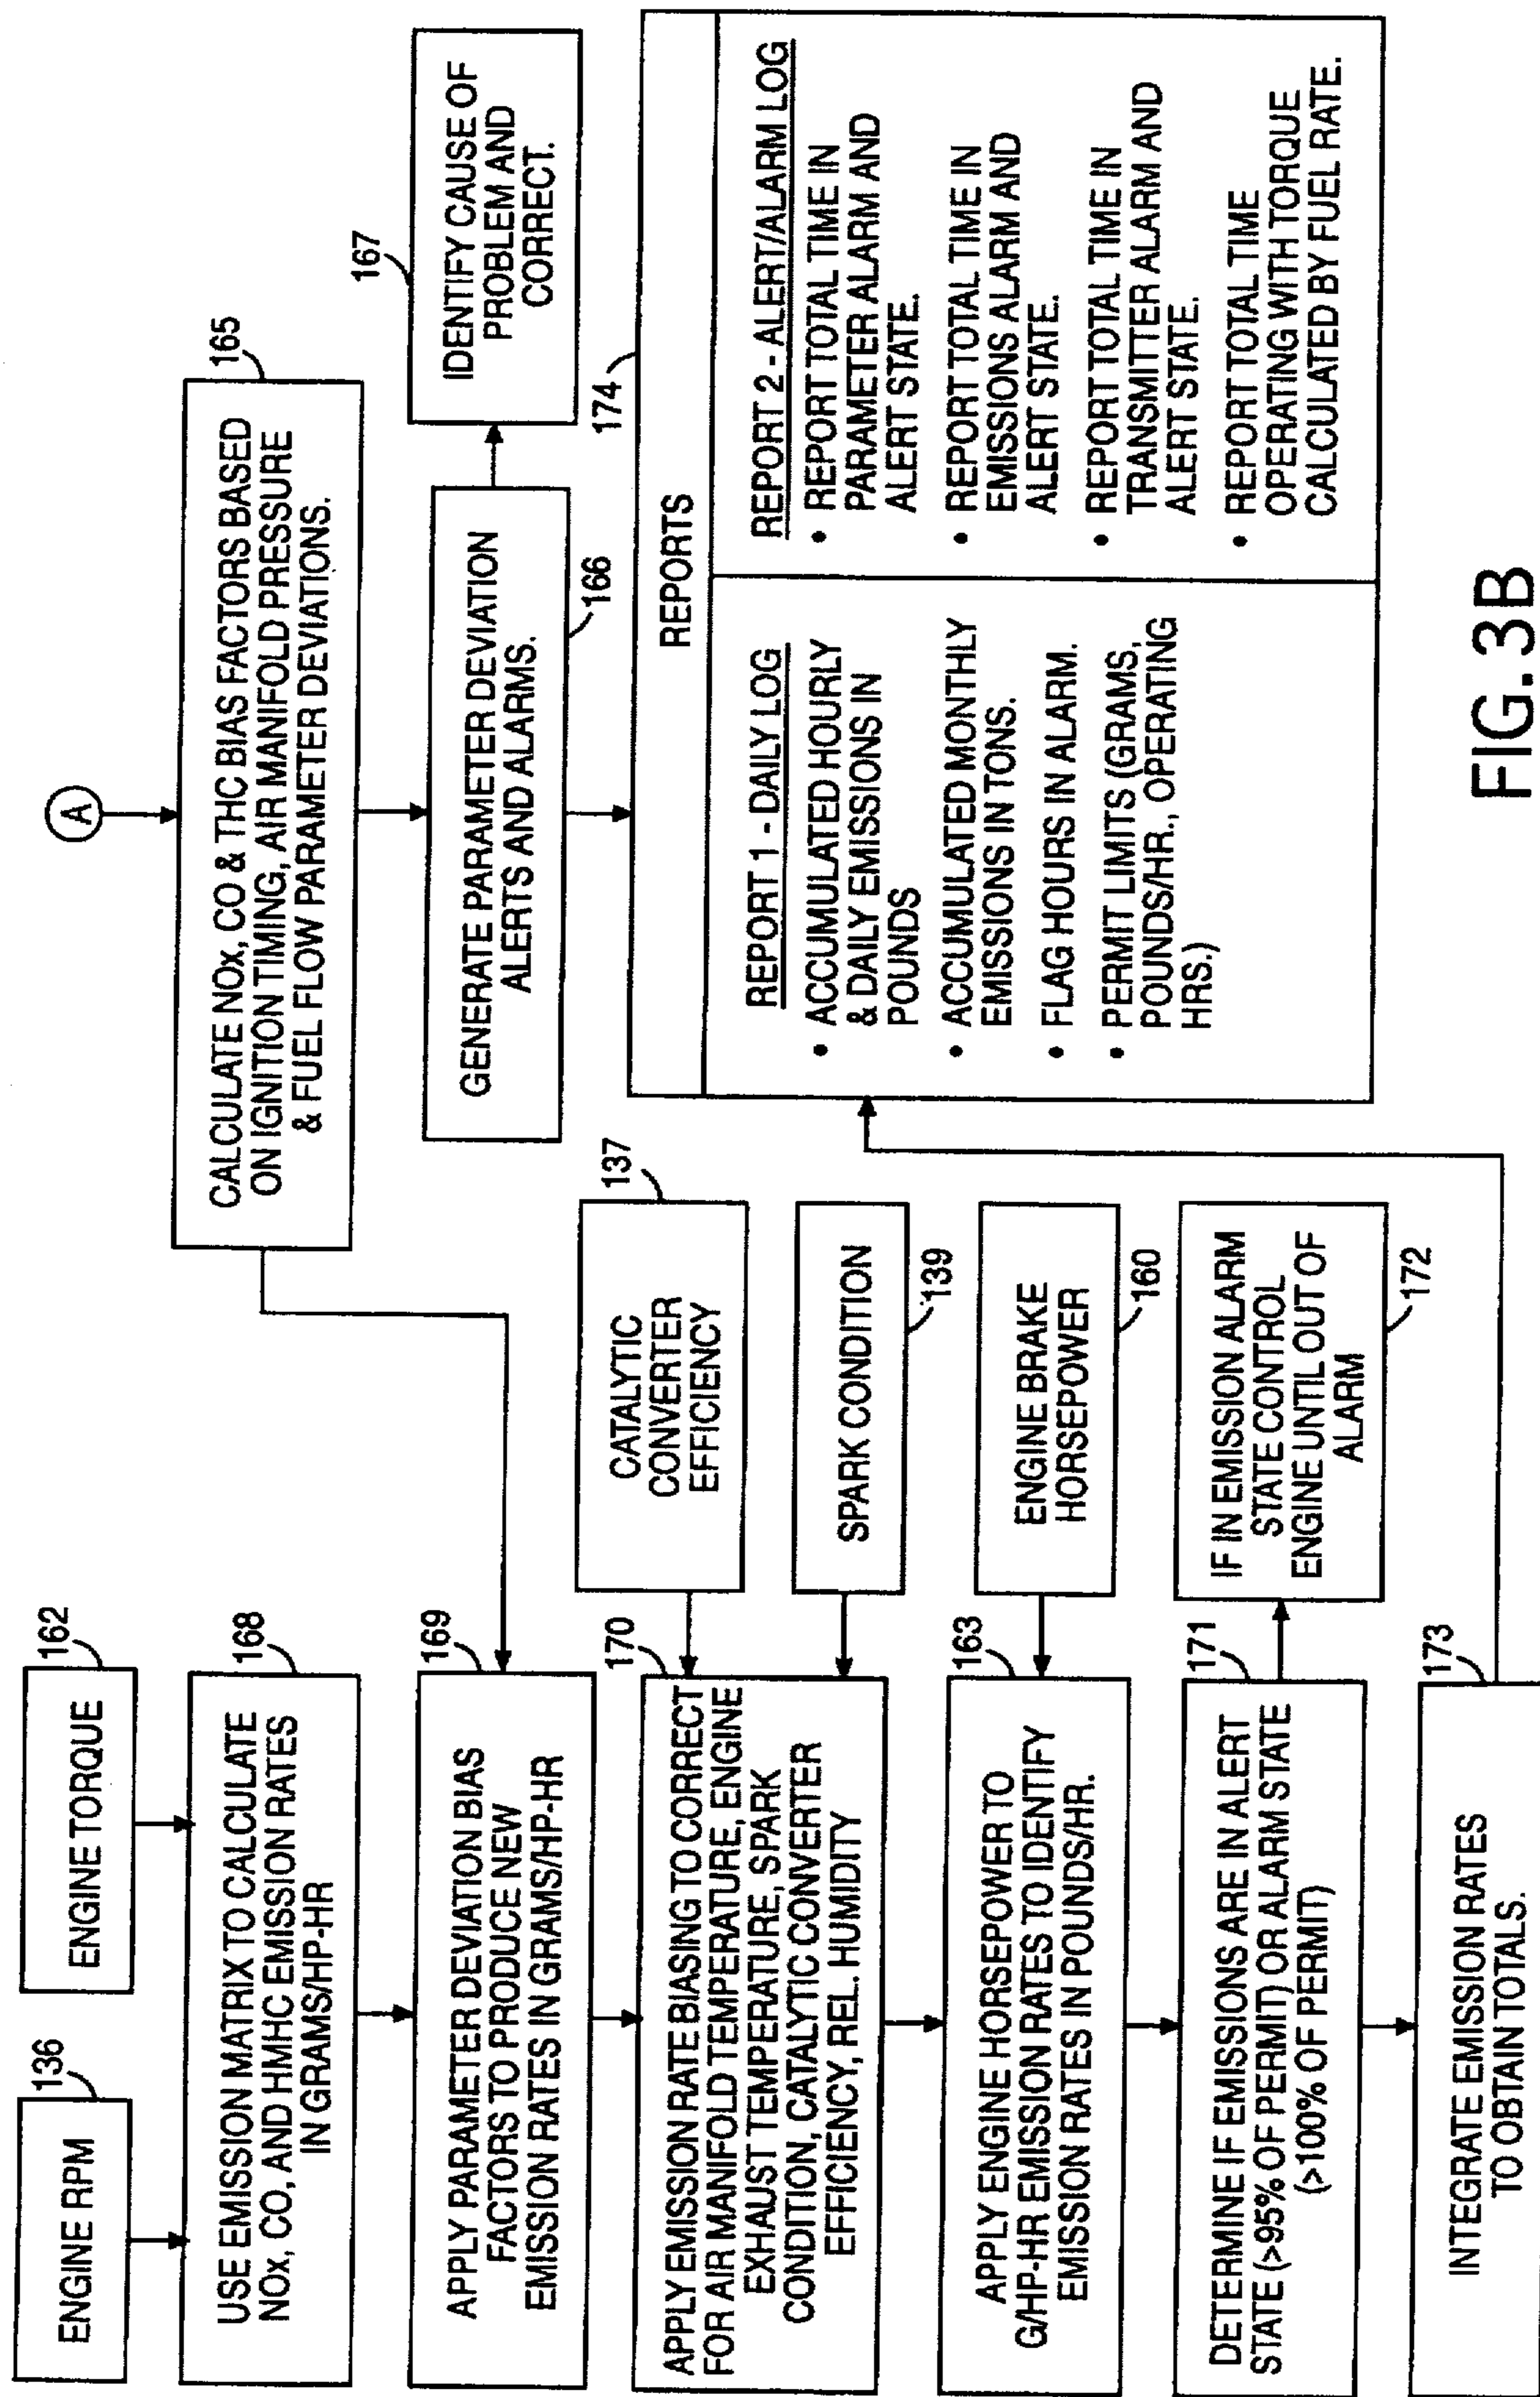 136
ENGINE RPM
162
ENGINE TORQUE
168
USE EMISSION MATRIX TO CALCULATE
NOx, CO, AND HMHC EMISSION RATES
IN GRAMS/HP-HR
169
APPLY PARAMETER DEVIATION BIAS
FACTORS TO PRODUCE NEW
EMISSION RATES IN GRAMS/HP-HR
170
APPLY EMISSION RATE BIASING TO CORRECT
FOR AIR MANIFOLD TEMPERATURE, ENGINE
EXHAUST TEMPERATURE, SPARK
CONDITION, CATALYTIC CONVERTER
EFFICIENCY, REL. HUMIDITY
163
APPLY ENGINE HORSEPOWER TO
G/HP-HR EMISSION RATES TO IDENTIFY
EMISSION RATES IN POUNDS/HR.
171
DETERMINE IF EMISSIONS ARE IN ALERT
STATE (>95% OF PERMIT) OR ALARM STATE
(>100% OF PERMIT)
173
INTEGRATE EMISSION RATES
TO OBTAIN TOTALS.
137
CATALYTIC
CONVERTER
EFFICIENCY
SPARK CONDITION
139
ENGINE BRAKE
HORSEPOWER
160
IF IN EMISSION ALARM
STATE CONTROL
ENGINE UNTIL OUT OF
ALARM
172
A
165
CALCULATE NOx, CO & THC BIAS FACTORS BASED
ON IGNITION TIMING, AIR MANIFOLD PRESSURE
& FUEL FLOW PARAMETER DEVIATIONS.
GENERATE PARAMETER DEVIATION
ALERTS AND ALARMS.
166
167
IDENTIFY CAUSE OF
PROBLEM AND
CORRECT.
174
REPORTS
REPORT 1 - DAILY LOG
• ACCUMULATED HOURLY
& DAILY EMISSIONS IN
POUNDS
• ACCUMULATED MONTHLY
EMISSIONS IN TONS.
• FLAG HOURS IN ALARM.
• PERMIT LIMITS (GRAMS,
POUNDS/HR., OPERATING
HRS.)
REPORT 2 - ALERT/ALARM LOG
• REPORT TOTAL TIME IN
PARAMETER ALARM AND
ALERT STATE.
• REPORT TOTAL TIME IN
EMISSIONS ALARM AND
ALERT STATE.
• REPORT TOTAL TIME IN
TRANSMITTER ALARM AND
ALERT STATE.
• REPORT TOTAL TIME
OPERATING WITH TORQUE
CALCULATED BY FUEL RATE.
FIG. 3B